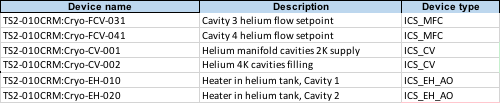 Device name Description Device type
TS2-010CRM:Cryo-FCV-031 Cavity 3 helium flow setpoint ICS_MFC
TS2-010CRM:Cryo-FCV-041 Cavity 4 helium flow setpoint ICS_MFC
TS2-010CRM:Cryo-CV-001 Helium manifold cavities 2K supply ICS_CV
TS2-010CRM:Cryo-CV-002 Helium 4K cavities filling ICS_CV
TS2-010CRM:Cryo-EH-010 Heater in helium tank, Cavity 1 ICS_EH_AO
TS2-010CRM:Cryo-EH-020 Heater in helium tank, Cavity 2 ICS_EH_AO